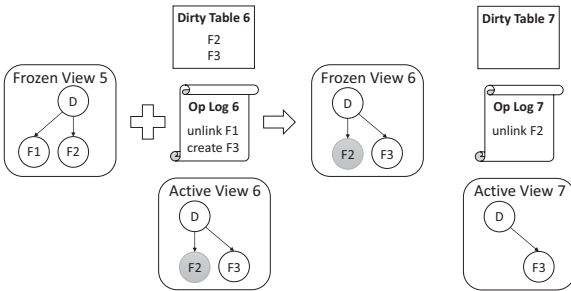 Dirty Table 6
F2
F3
Frozen View 5
D
F1
F2
Op Log 6
unlink F1
create F3
Active View 6
D
F2
F3
Frozen View 6
D
F2
F3
Dirty Table 7
Op Log 7
unlink F2
Active View 7
D
F3